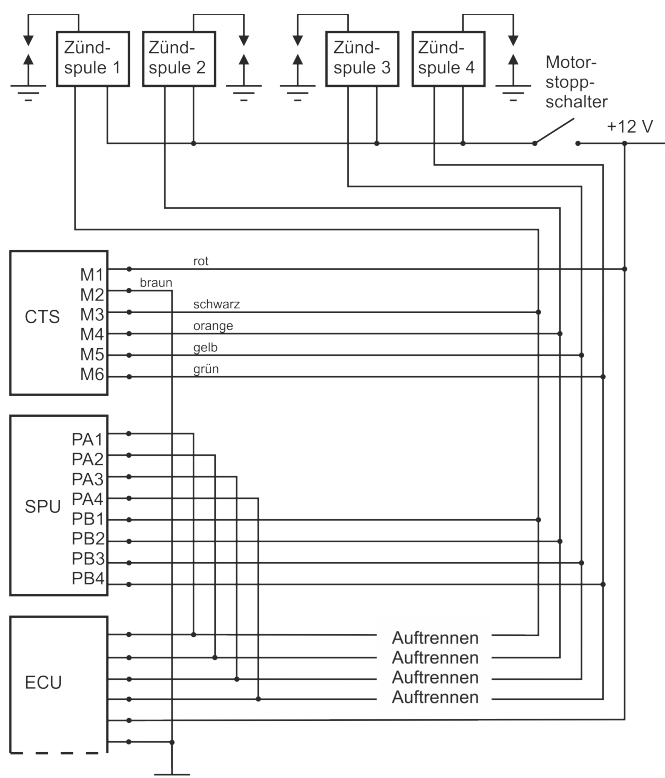 Zünd-
spule 1
Zünd-
spule 2
Zünd-
spule 3
Zünd-
spule 4
Motor-
stopp-
schalter
+12 V
CTS
M1
M2
M3
M4
M5
M6
rot
braun
schwarz
orange
gelb
grün
SPU
PA1
PA2
PA3
PA4
PB1
PB2
PB3
PB4
ECU
Auftrennen
Auftrennen
Auftrennen
Auftrennen